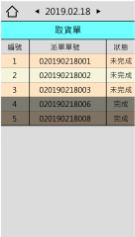 ◂ 2019.02.18 ▸
取貨單
編號 派單單號 狀態
1 020190218001 未完成
2 020190218002 未完成
3 020190218003 未完成
4 020190218006 完成
5 020190218008 完成